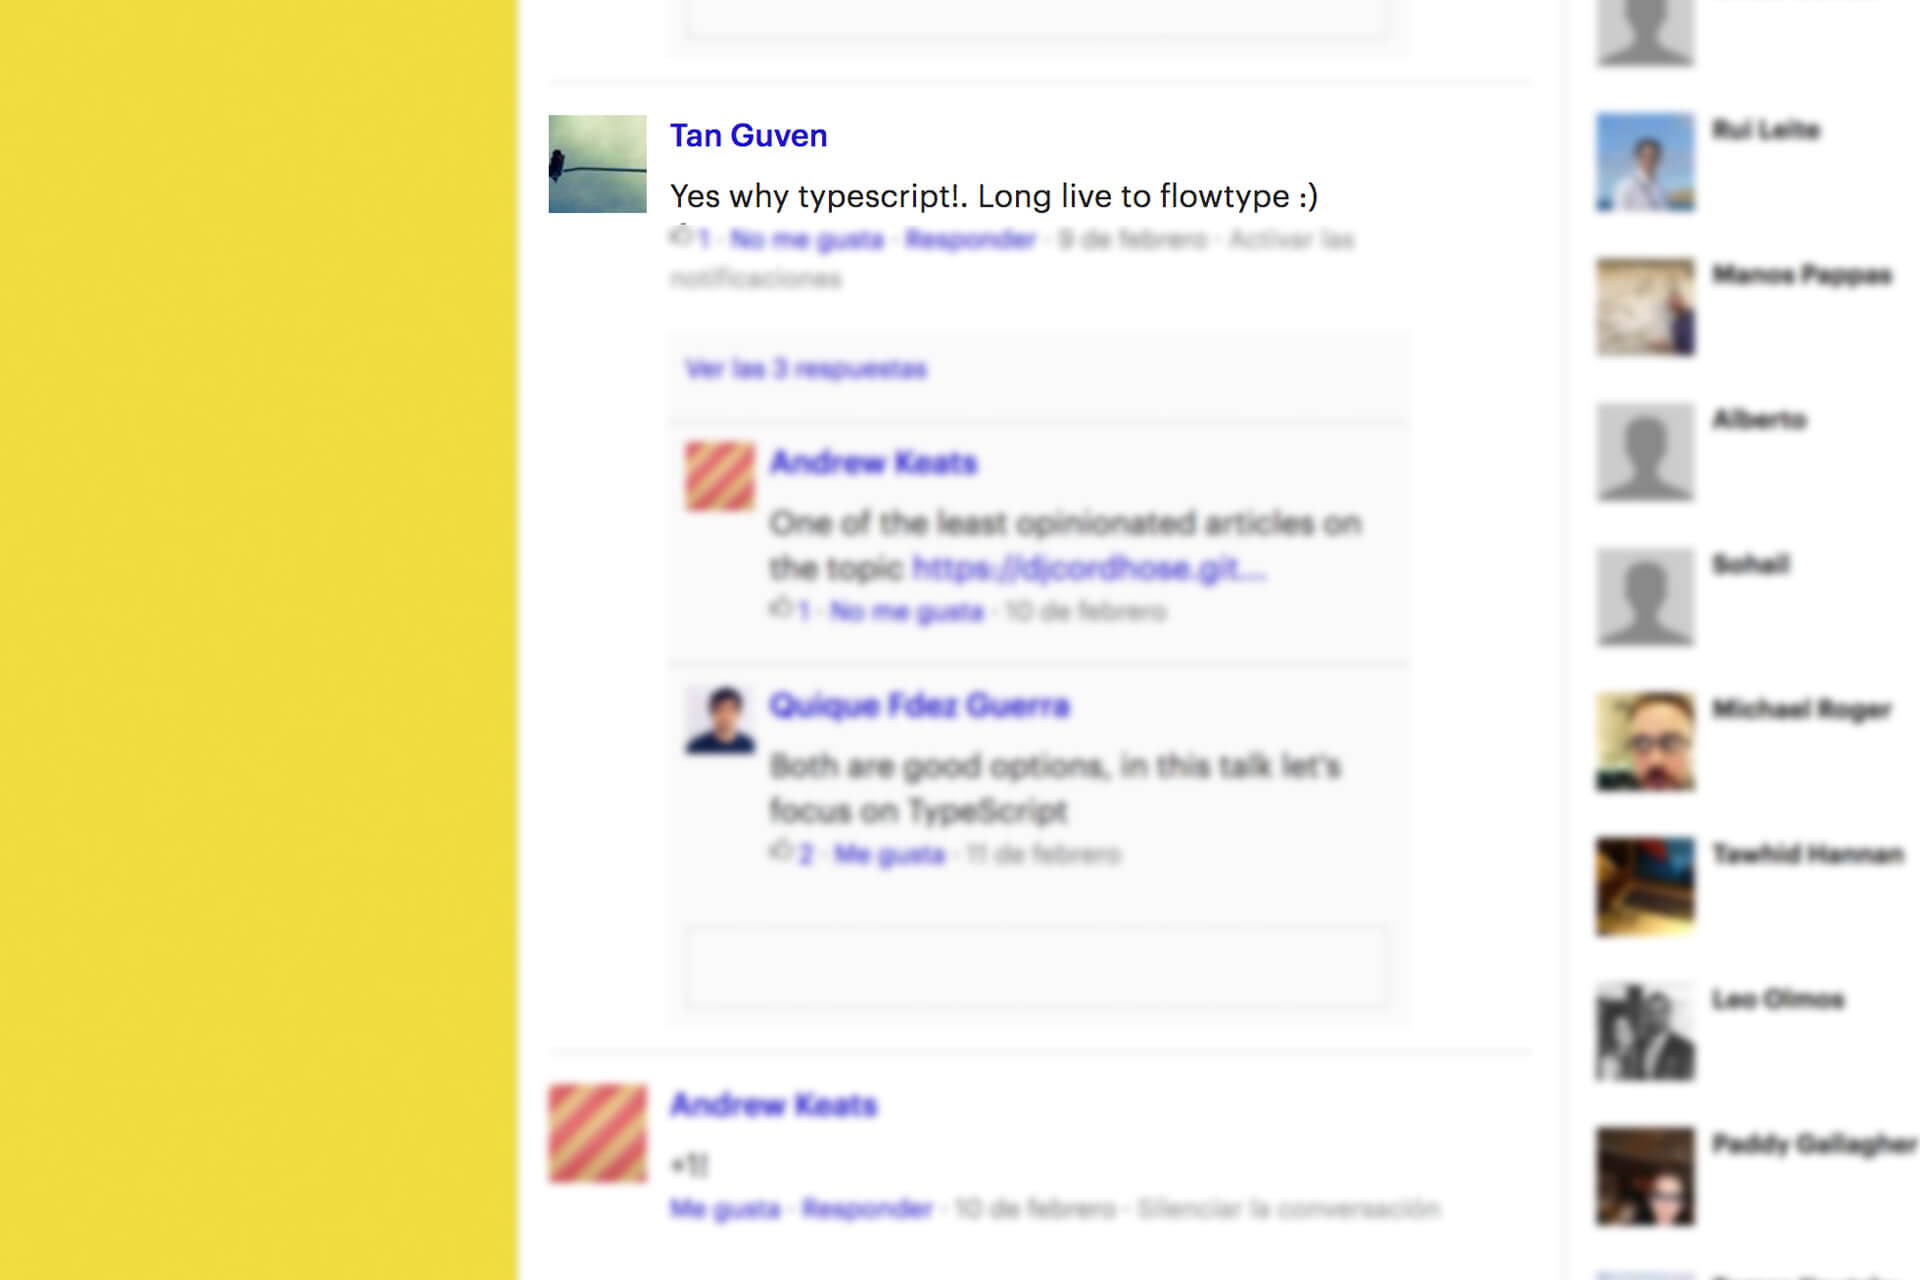 Tan Guven
Yes why typescript!. Long live to flowtype :)
1 · No me gusta · Responder · 9 de febrero · Activar las
notificaciones
Ver las 3 respuestas
Andrew Keats
One of the least opinionated articles on
the topic https://djcordhose.git...
1 · No me gusta · 10 de febrero
Quique Fdez Guerra
Both are good options, in this talk let's
focus on TypeScript
2 · Me gusta · 11 de febrero
Andrew Keats
+1!
Me gusta · Responder · 10 de febrero · Silenciar la conversación
Rui Leite
Manos Pappas
Alberto
Sohail
Michael Roger
Tawhid Hannan
Leo Olmos
Paddy Gallagher